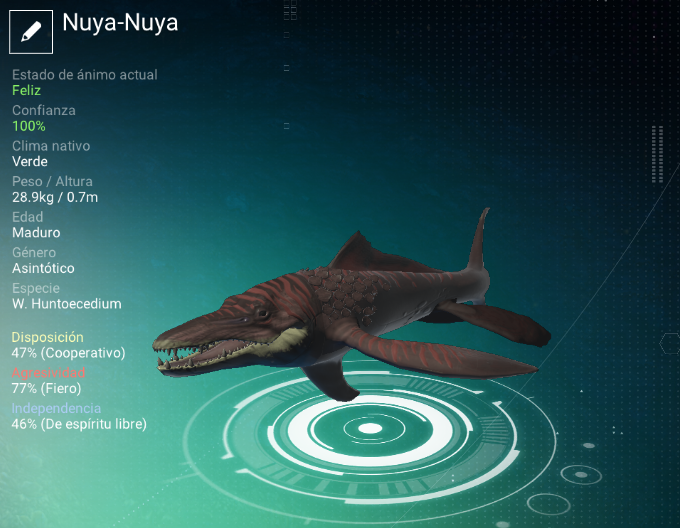 Nuya-Nuya
Estado de ánimo actual
Feliz
Confianza
100%
Clima nativo
Verde
Peso / Altura
28.9kg / 0.7m
Edad
Maduro
Género
Asintótico
Especie
W. Huntoecedium
Disposición
47% (Cooperativo)
Agresividad
77% (Fiero)
Independencia
46% (De espíritu libre)